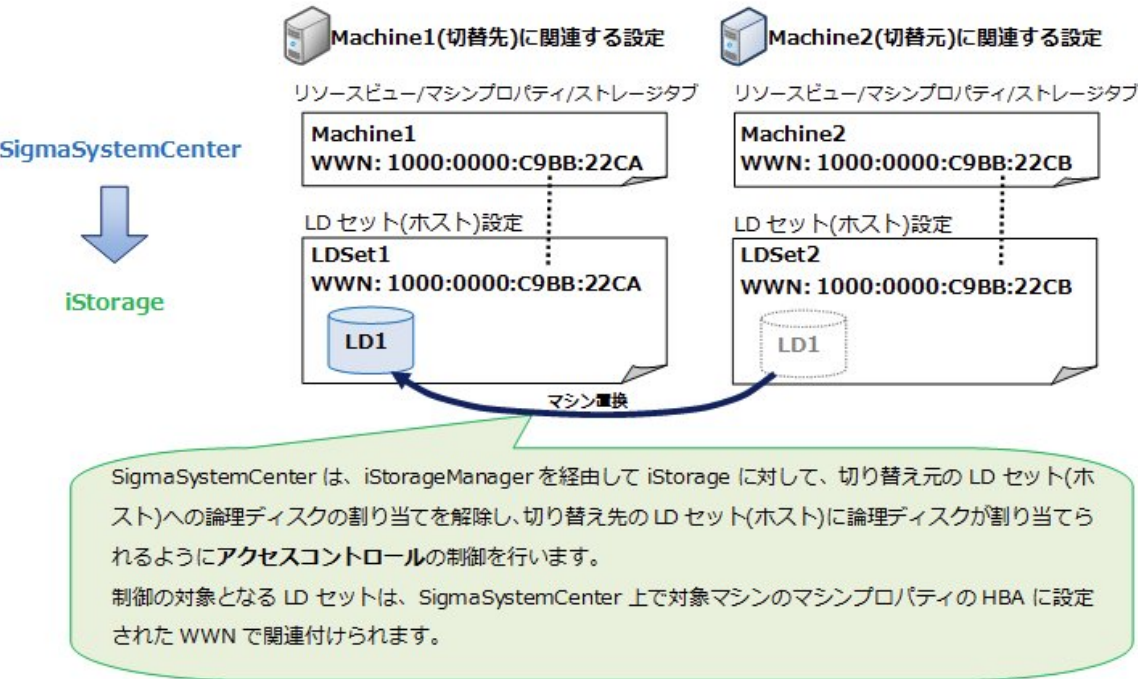 Machine1(切替先)に関連する設定
Machine2(切替元)に関連する設定
リソースビュー/マシンプロパティ/ストレージタブ
リソースビュー/マシンプロパティ/ストレージタブ
SigmaSystemCenter
Machine1
WWN: 1000:0000:C9BB:22CA
Machine2
WWN: 1000:0000:C9BB:22CB
LD セット(ホスト)設定
LD セット(ホスト)設定
iStorage
LDSet1
WWN: 1000:0000:C9BB:22CA
LD1
LDSet2
WWN: 1000:0000:C9BB:22CB
LD1
マシン置換
SigmaSystemCenter は、iStorageManager を経由して iStorage に対して、切り替え元の LD セット(ホ
スト)への論理ディスクの割り当てを解除し、切り替え先の LD セット(ホスト)に論理ディスクが割り当てら
れるようにアクセスコントロールの制御を行います。
制御の対象となる LD セットは、SigmaSystemCenter 上で対象マシンのマシンプロパティの HBA に設定
された WWN で関連付けられます。